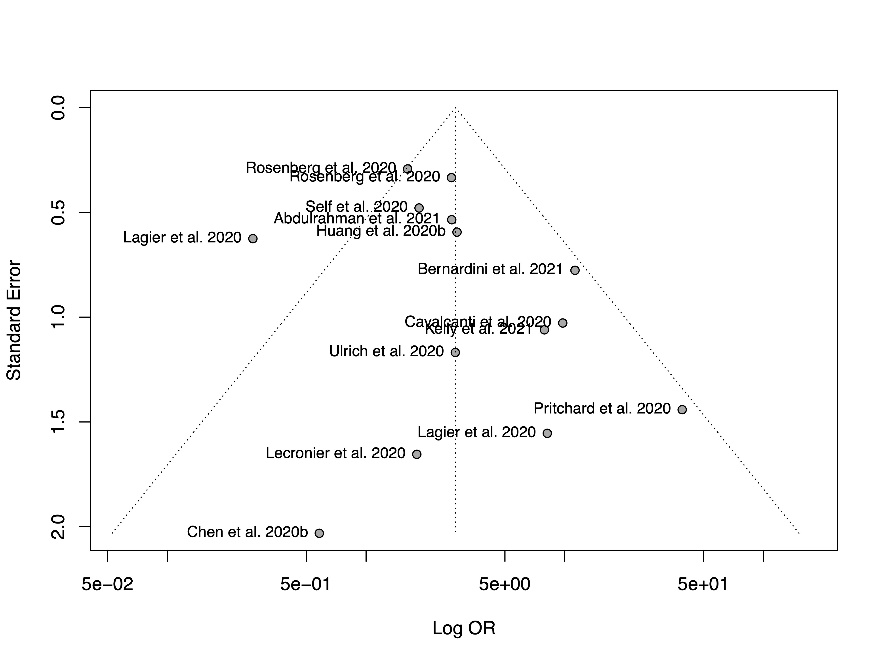 0.0
Rosenberg et al. 2020
Rosenberg et al. 2020
0.5
Self et al. 2020
Abdulrahman et al. 2021
Huang et al. 2020b
Lagier et al. 2020
Bernardini et al. 2021
1.0
Cavalcanti et al. 2020
Kelly et al. 2021
Ulrich et al. 2020
Standard Error
1.5
Pritchard et al. 2020
Lagier et al. 2020
Lecronier et al. 2020
2.0
Chen et al. 2020b
5e−02
5e−01
5e+00
5e+01
Log OR